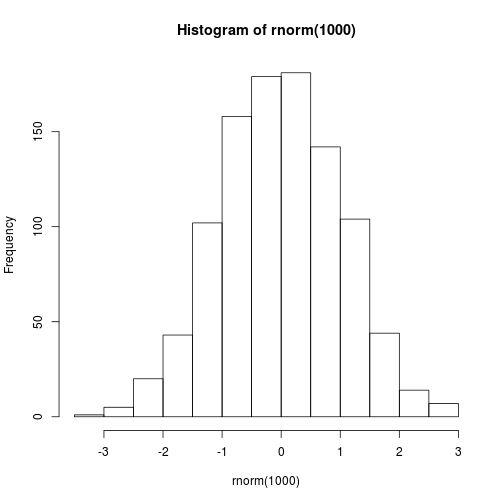 Histogram of rnorm(1000)
150
100
50
0
Frequency
-3 -2 -1 0 1 2 3
rnorm(1000)